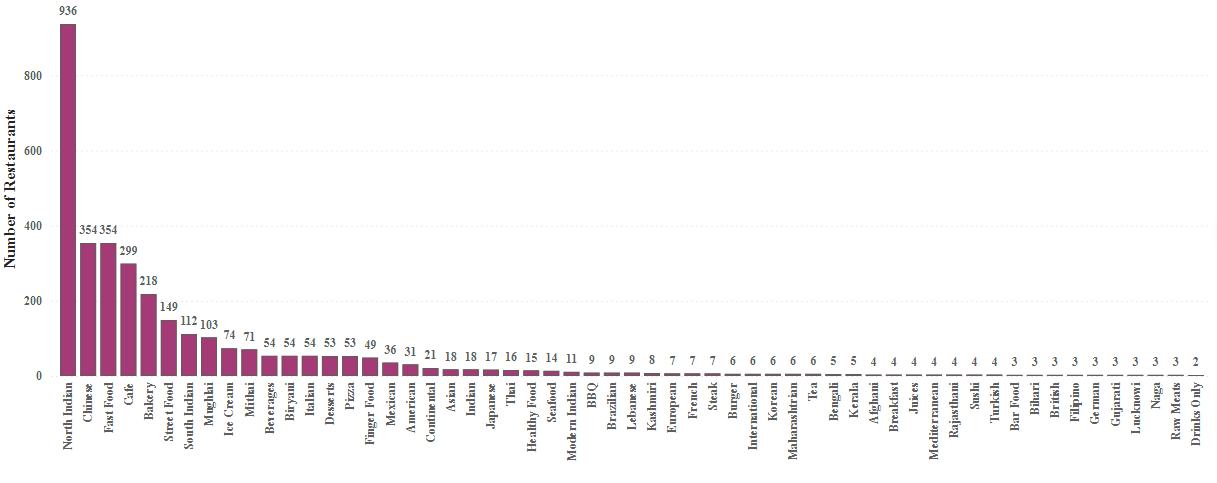 936
800
600
400
200
0
Number of Restaurants
354 354
299
218
149
112
103
74
71
54
54
54
53
53
49
36
31
21
18
18
17
16
15
14
11
9
9
9
8
7
7
7
6
6
6
6
6
5
5
4
4
4
4
4
4
4
3
3
3
3
3
3
3
3
3
2
North Indian
Chinese
Fast Food
Cafe
Bakery
Street Food
South Indian
Mughlai
Ice Cream
Mithai
Beverages
Biryani
Italian
Desserts
Pizza
Finger Food
Mexican
American
Continental
Asian
Indian
Japanese
Thai
Healthy Food
Seafood
Modern Indian
BBQ
Brazilian
Lebanese
Kashmiri
European
French
Steak
Burger
International
Korean
Maharashtrian
Tea
Bengali
Kerala
Afghani
Breakfast
Juices
Mediterranean
Rajasthani
Sushi
Turkish
Bar Food
Bihari
British
Filipino
German
Gujarati
Lucknowi
Naga
Raw Meats
Drinks Only